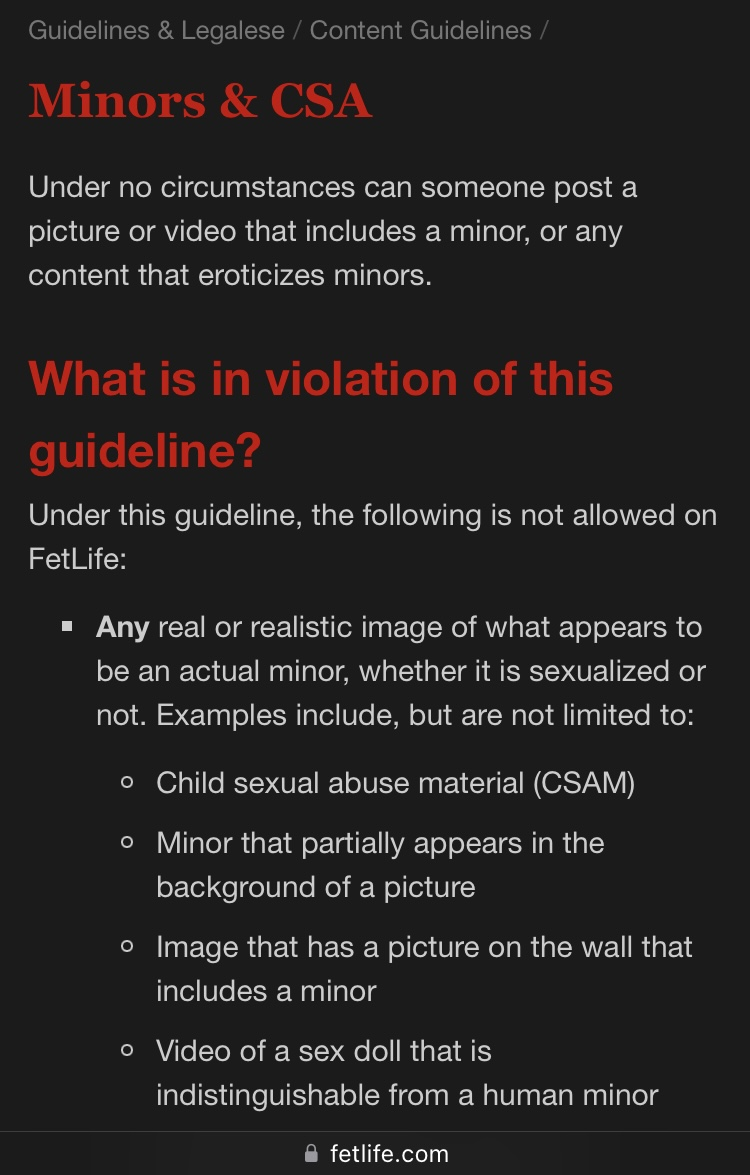 Guidelines & Legalese / Content Guidelines /
Minors & CSA
Under no circumstances can someone post a
picture or video that includes a minor, or any
content that eroticizes minors.
What is in violation of this
guideline?
Under this guideline, the following is not allowed on
FetLife:
Any real or realistic image of what appears to
be an actual minor, whether it is sexualized or
not. Examples include, but are not limited to:
Child sexual abuse material (CSAM)
Minor that partially appears in the
background of a picture
Image that has a picture on the wall that
includes a minor
Video of a sex doll that is
indistinguishable from a human minor
fetlife.com